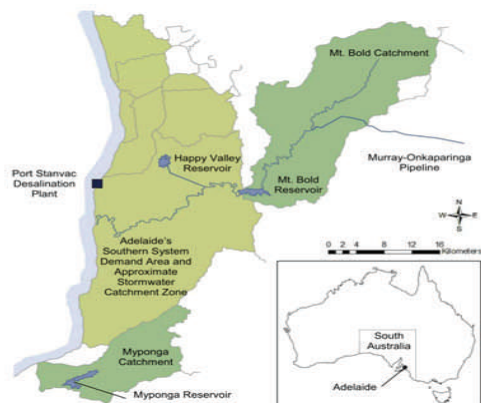 Mt. Bold Catchment
Happy Valley
Reservoir
Murray-Onkaparinga
Pipeline
Port Stanvac
Desalination
Plant
Mt. Bold
Reservoir
N
W
E
S
Adelaide's
Southern System
Demand Area and
Approximate
Stormwater
Catchment Zone
0 2 4 8 12 16
Kilometers
Myponga
Catchment
Myponga Reservoir
South
Australia
Adelaide